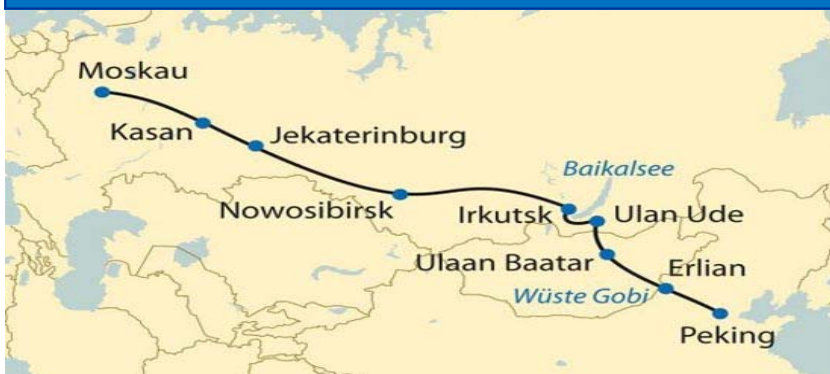 Moskau
Kasan
Jekaterinburg
Baikalsee
Nowosibirsk
Irkutsk
Ulan Ude
Ulaan Baatar
Erlian
Wüste Gobi
Peking